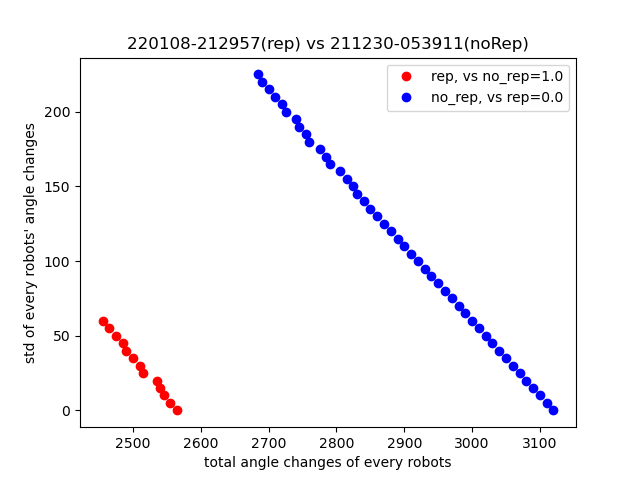 220108-212957(rep) vs 211230-053911(noRep)
rep, vs no_rep=1.0
no_rep, vs rep=0.0
std of every robots' angle changes
200
150
100
50
0
2500 2600 2700 2800 2900 3000 3100
total angle changes of every robots